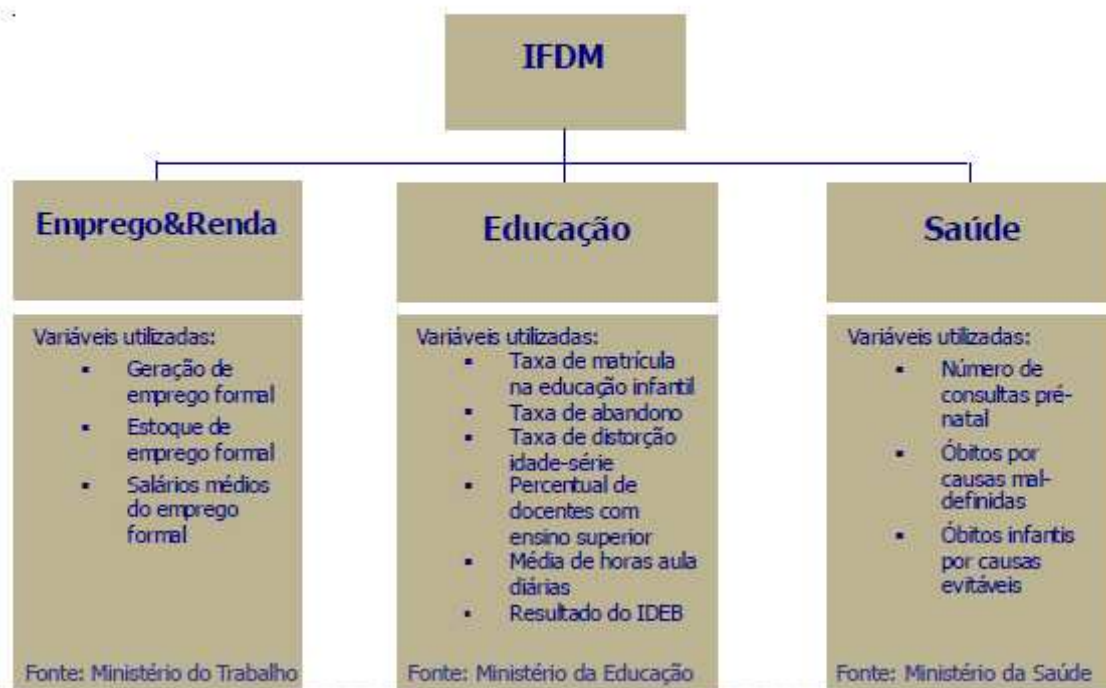 IFDM
Emprego&Renda
Variáveis utilizadas:
▪ Geração de
emprego formal
▪ Estoque de
emprego formal
▪ Salários médios
do emprego
formal
Fonte: Ministério do Trabalho
Educação
Variáveis utilizadas:
▪ Taxa de matrícula
na educação infantil
▪ Taxa de abandono
▪ Taxa de distorção
idade-série
▪ Percentual de
docentes com
ensino superior
▪ Média de horas aula
diárias
▪ Resultado do IDEB
Fonte: Ministério da Educação
Saúde
Variáveis utilizadas:
▪ Número de
consultas pré-
natal
▪ Óbitos por
causas mal-
definidas
▪ Óbitos infantis
por causas
evitáveis
Fonte: Ministério da Saúde